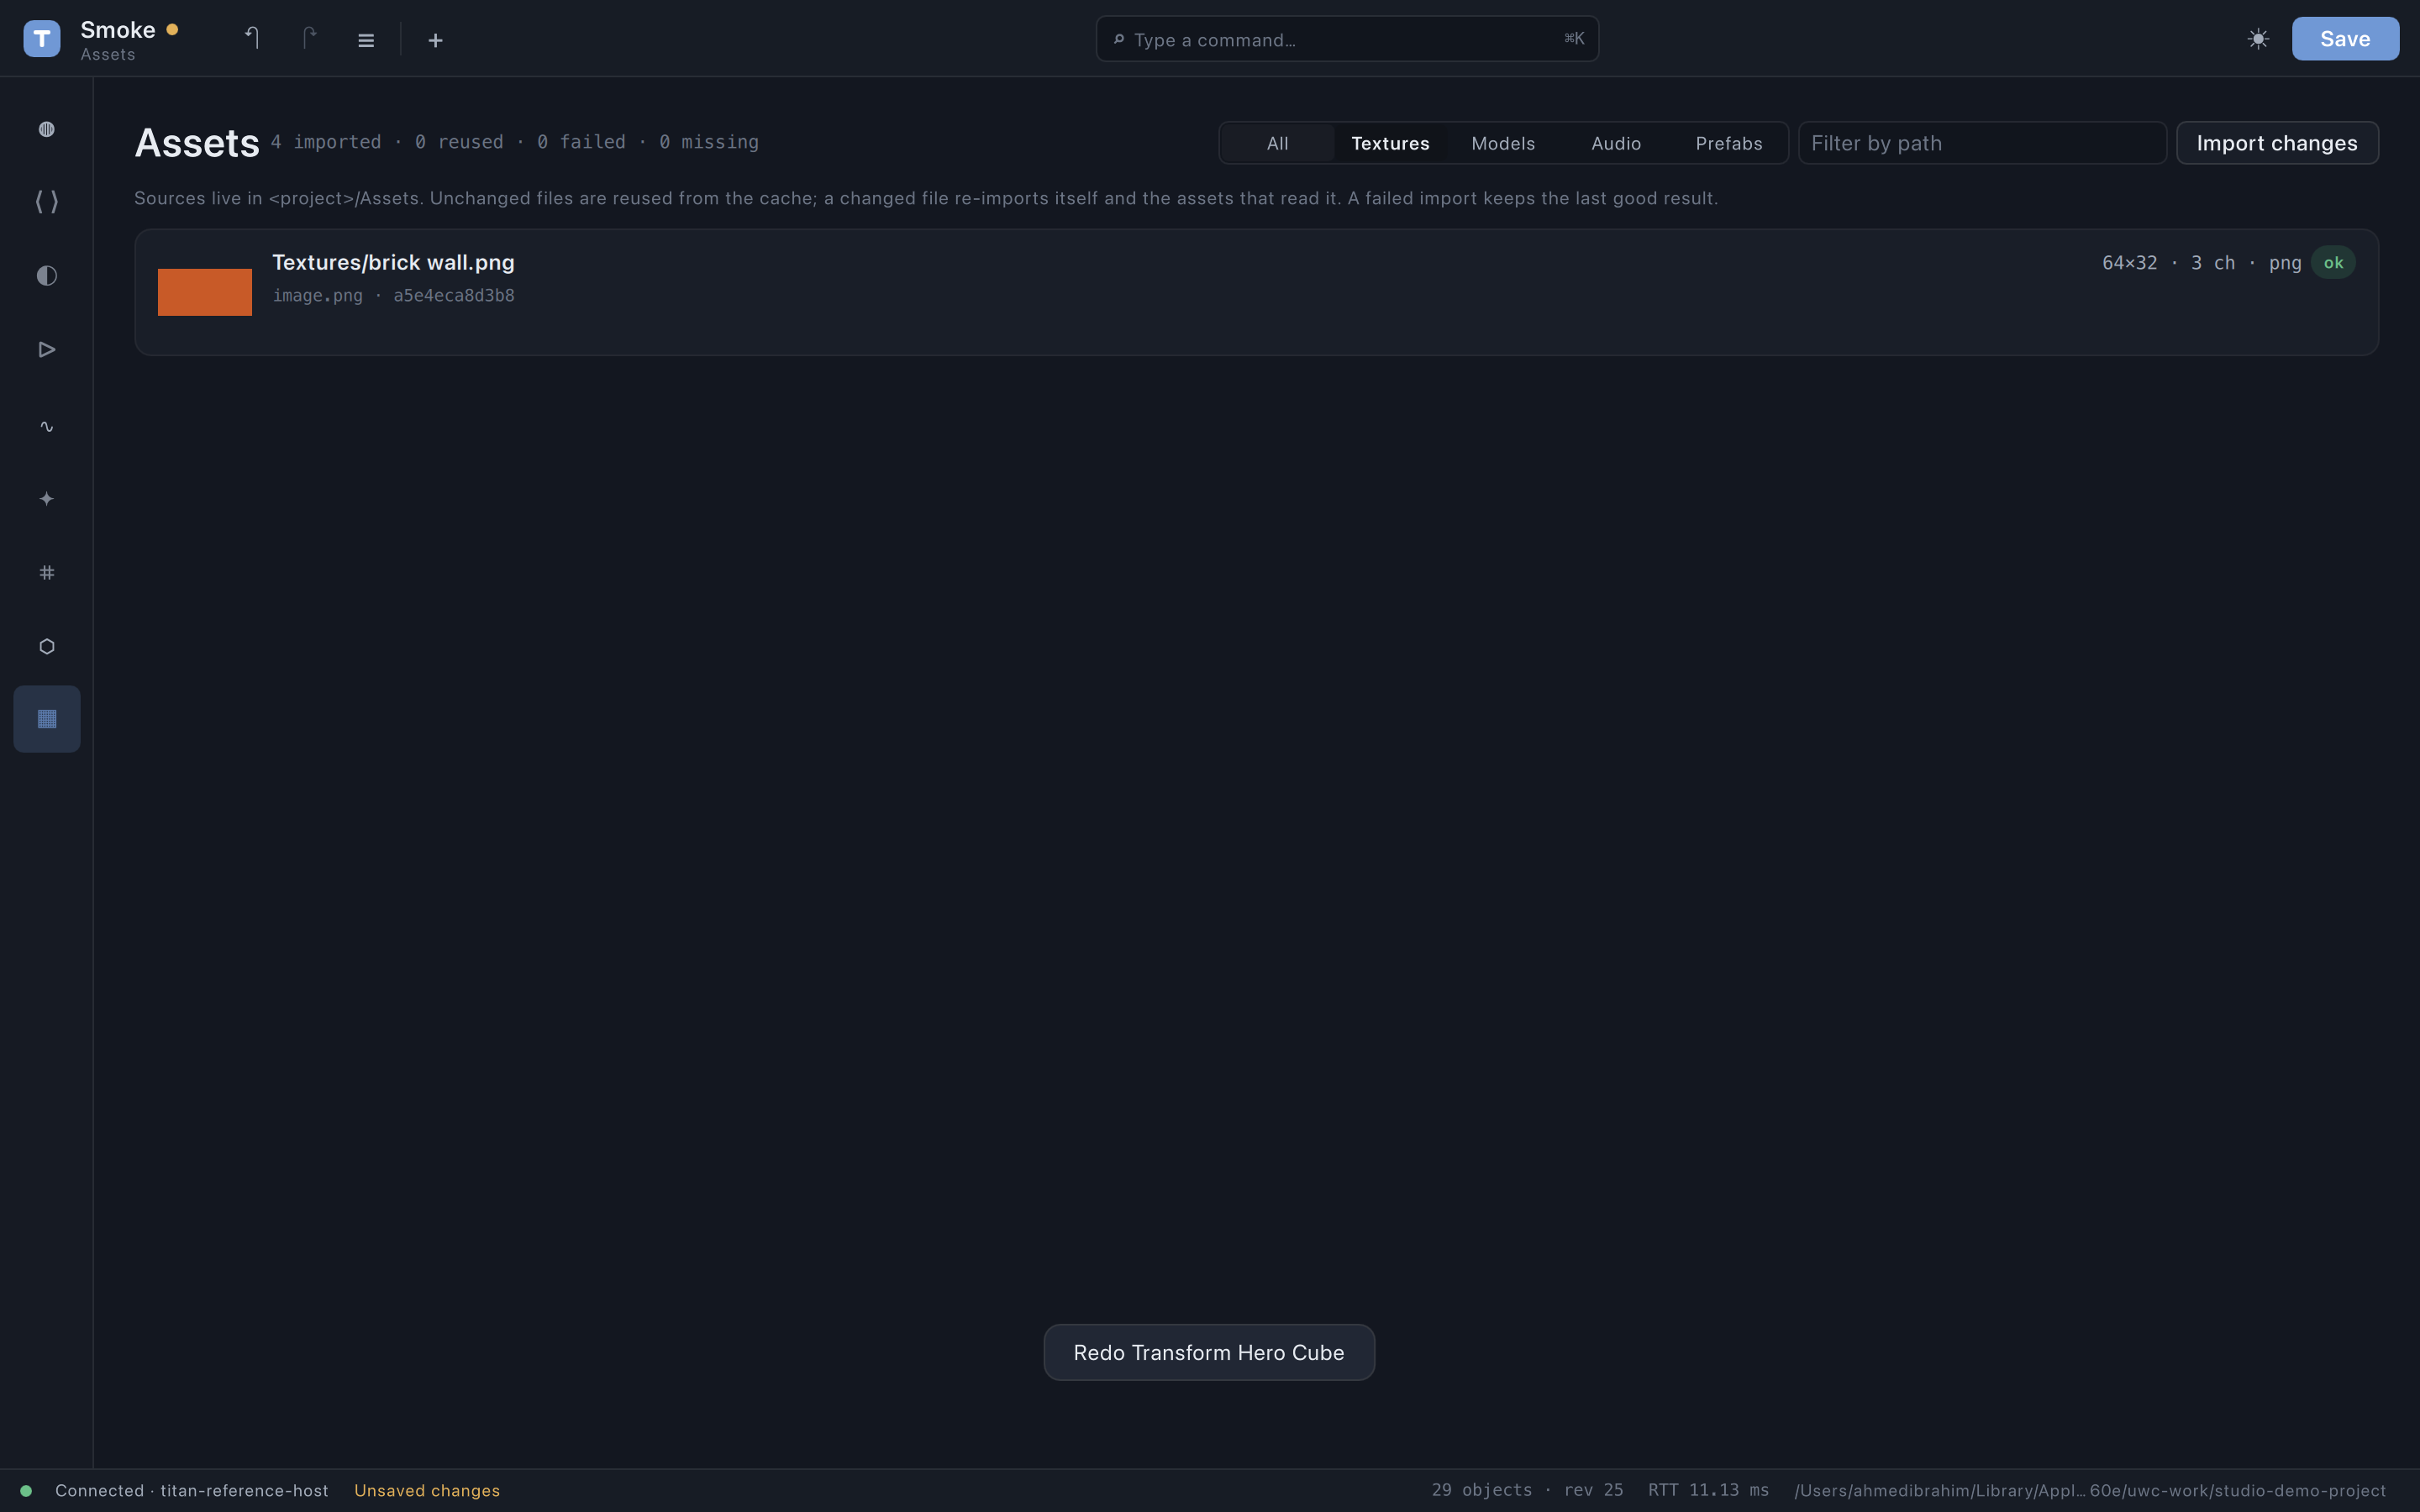 T
Smoke
Assets
Type a command…
⌘K
Save
Assets
4 imported · 0 reused · 0 failed · 0 missing
All
Textures
Models
Audio
Prefabs
Filter by path
Import changes
Sources live in <project>/Assets. Unchanged files are reused from the cache; a changed file re-imports itself and the assets that read it. A failed import keeps the last good result.
Textures/brick wall.png
64×32 · 3 ch · png
ok
image.png · a5e4eca8d3b8
Redo Transform Hero Cube
Connected · titan-reference-host
Unsaved changes
29 objects · rev 25
RTT 11.13 ms
/Users/ahmedibrahim/Library/Appl… 60e/uwc-work/studio-demo-project